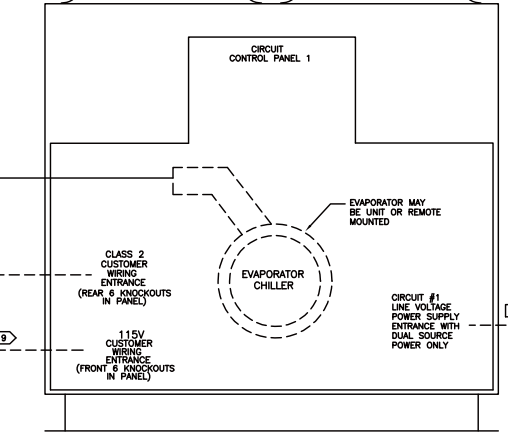 CIRCUIT
CONTROL PANEL 1
EVAPORATOR MAY
BE UNIT OR REMOTE
MOUNTED
CLASS 2
CUSTOMER
WIRING
ENTRANCE
(REAR 6 KNOCKOUTS
IN PANEL)
EVAPORATOR
CHILLER
CIRCUIT #1
LINE VOLTAGE
POWER SUPPLY
ENTRANCE WITH
DUAL SOURCE
POWER ONLY
9
115V
CUSTOMER
WIRING
ENTRANCE
(FRONT 6 KNOCKOUTS
IN PANEL)